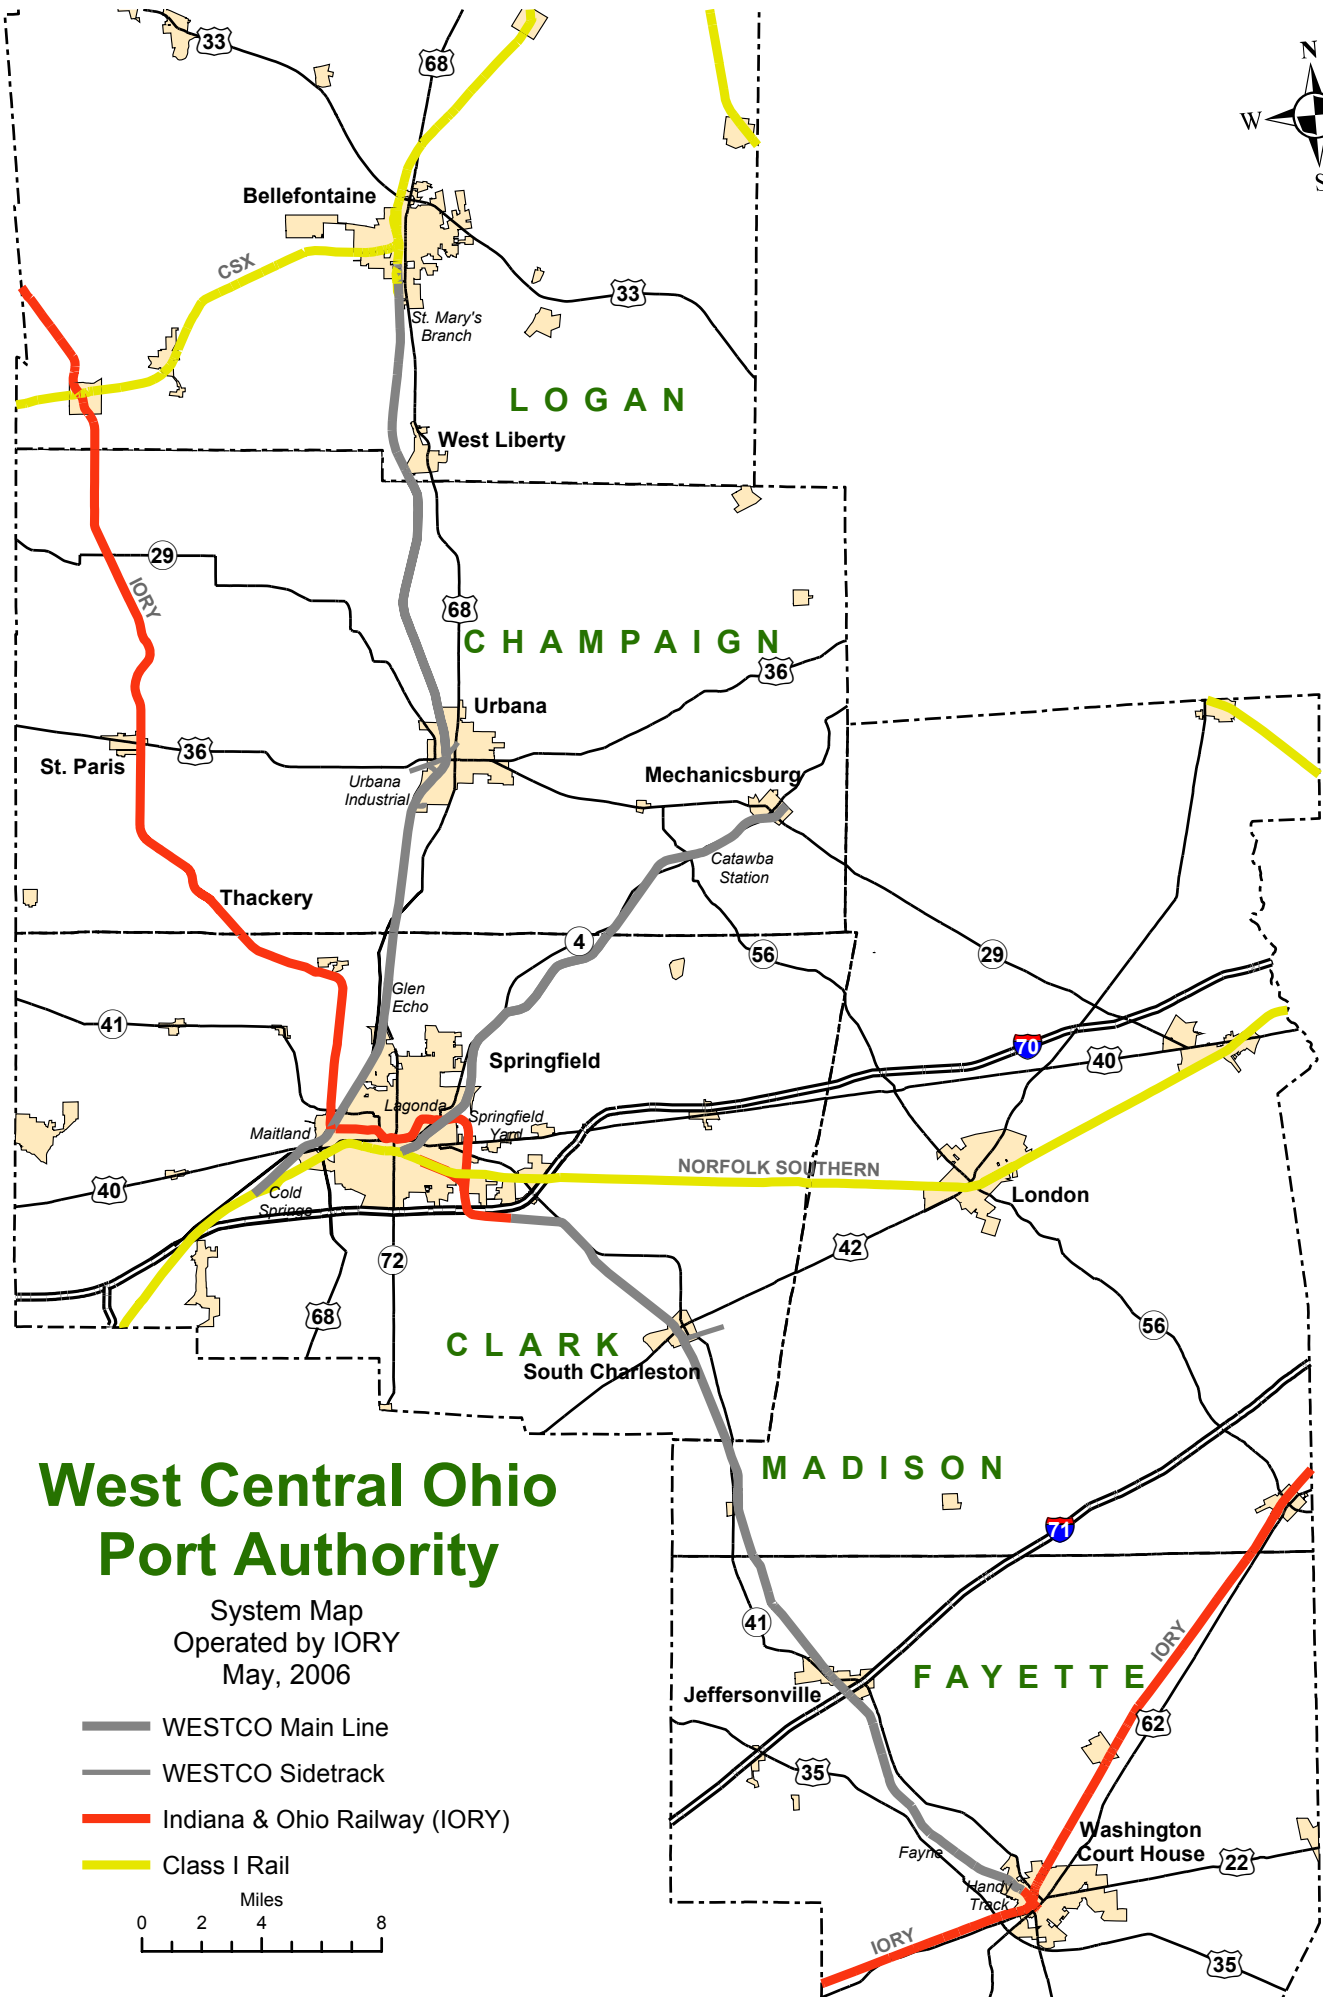 33
68
N
W
S
Bellefontaine
CSX
33
St. Mary's
Branch
LOGAN
West Liberty
29
IORY
68
CHAMPAIGN
36
Urbana
St. Paris
36
Urbana
Industrial
Mechanicsburg
Catawba
Station
Thackery
4
56
29
Glen
Echo
41
Springfield
70
40
Lagonda
Springfield
Yard
Maitland
NORFOLK SOUTHERN
40
Cold
Springs
London
42
72
68
56
CLARK
South Charleston
MADISON
West Central Ohio
Port Authority
71
System Map
Operated by IORY
May, 2006
41
IORY
FAYETTE
Jeffersonville
62
WESTCO Main Line
WESTCO Sidetrack
35
Indiana & Ohio Railway (IORY)
Washington
Court House
Class I Rail
Fayne
22
Handy
Track
Miles
0 2 4 8
IORY
35